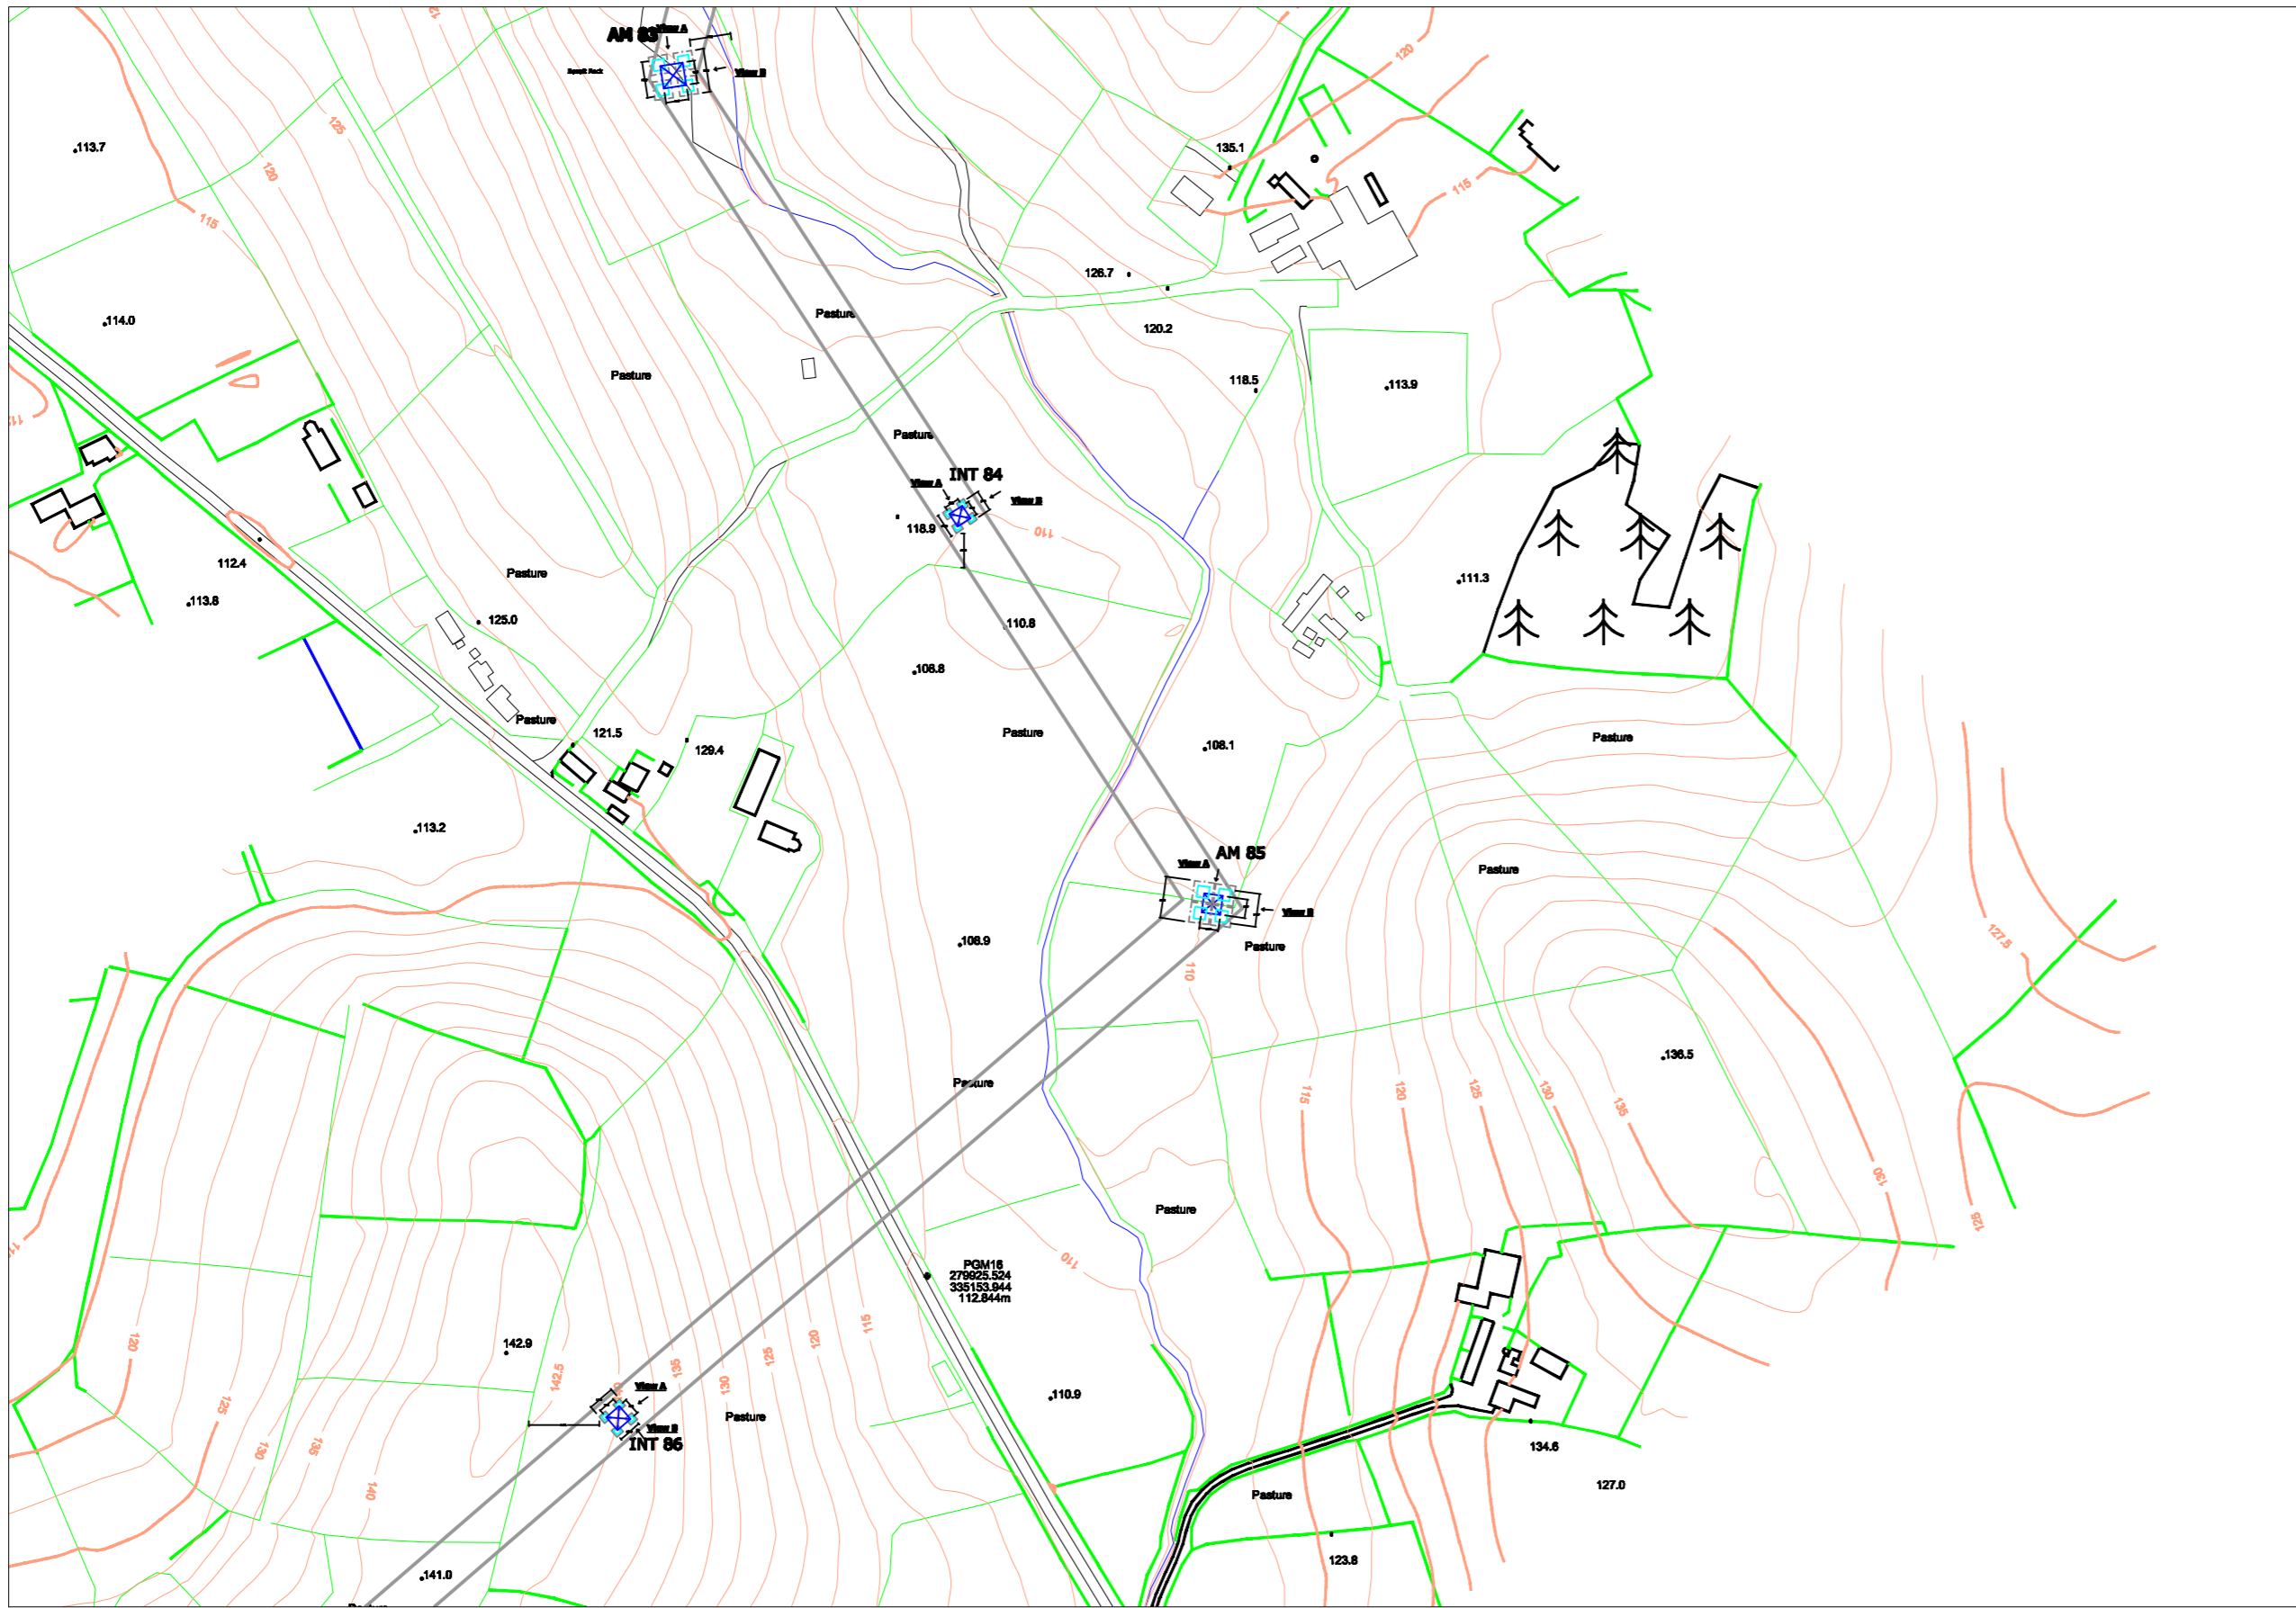 AM 83
View A
View B
120
125
120
113.7
135.1
115
115
126.7
114.0
Pasture
120.2
Pasture
118.5
113.9
Pasture
INT 84
View A
View B
118.9
110
112.4
Pasture
111.3
113.8
125.0
110.8
108.8
Pasture
121.5
Pasture
129.4
108.1
Pasture
113.2
AM 85
View A
Pasture
View B
127.5
108.9
Pasture
110
136.5
Pasture
115
120
125
130
135
130
Pasture
125
110
PGM16
279925.524
335153.944
112.844m
120
115
120
125
130
135
142.5
142.9
View A
110.9
125
Pasture
View B
INT 86
130
135
134.6
140
127.0
Pasture
123.8
141.0